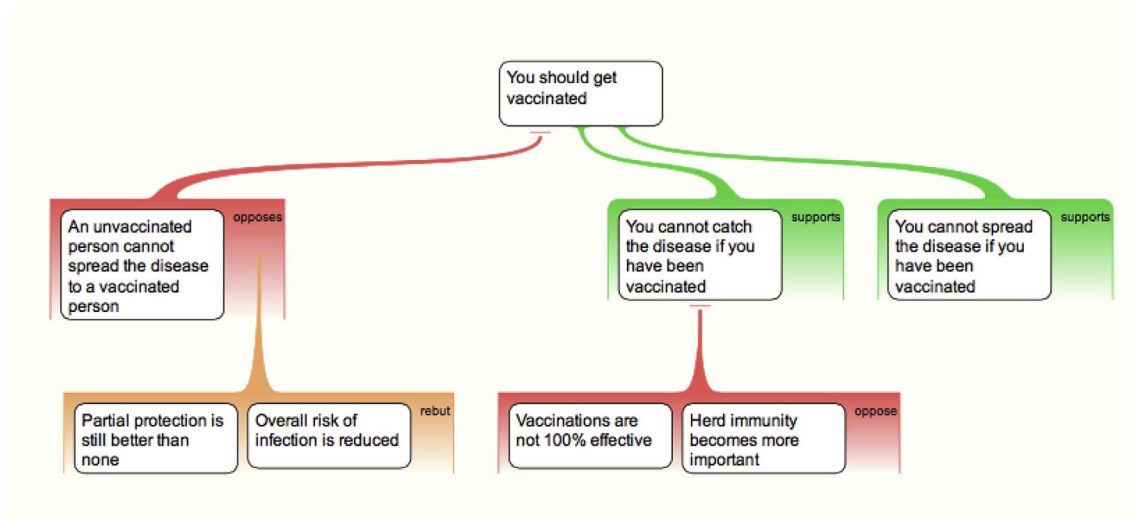 You should get
vaccinated
An unvaccinated
person cannot
spread the disease
to a vaccinated
person
opposes
You cannot catch
the disease if you
have been
vaccinated
supports
You cannot spread
the disease if you
have been
vaccinated
supports
Partial protection is
still better than
none
Overall risk of
infection is reduced
rebut
Vaccinations are
not 100% effective
Herd immunity
becomes more
important
oppose